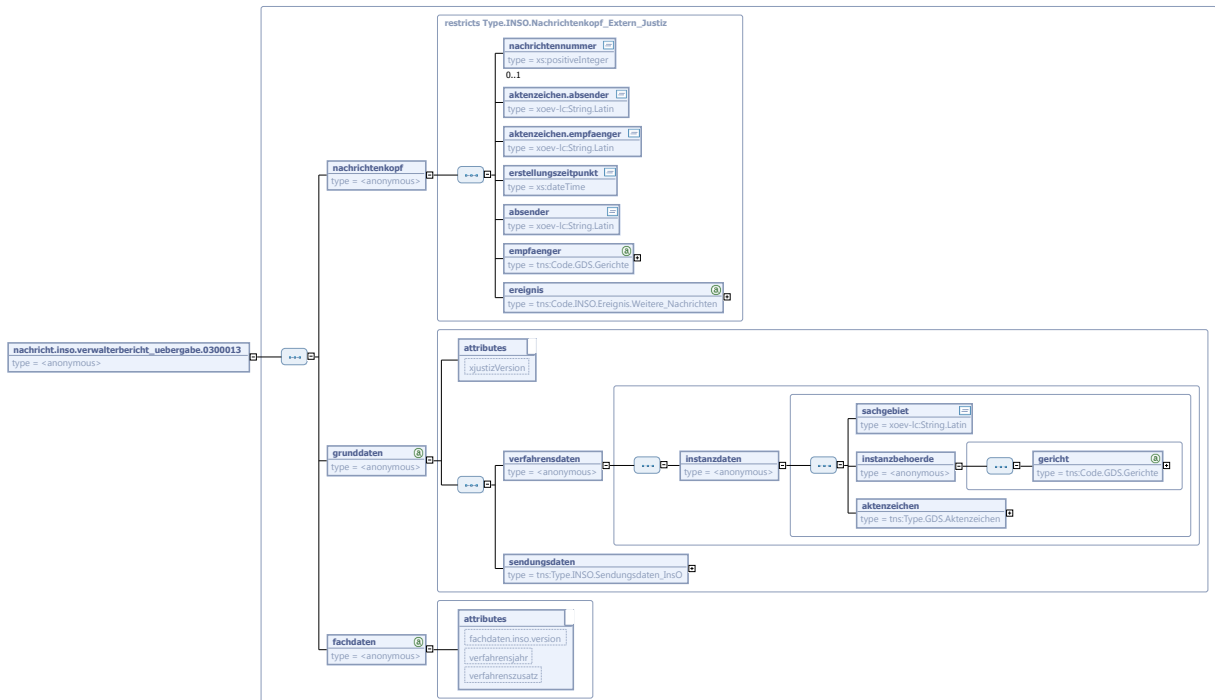 restricts Type.INSO.Nachrichtenkopf_Extern_Justiz
nachrichtennummer
type = xs:positiveInteger
0..1
aktenzeichen.absender
type = xoev-lc:String.Latin
aktenzeichen.empfaenger
type = xoev-lc:String.Latin
nachrichtenkopf
type = <anonymous>
erstellungszeitpunkt
type = xs:dateTime
absender
type = xoev-lc:String.Latin
empfaenger
type = tns:Code.GDS.Gerichte
ereignis
type = tns:Code.INSO.Ereignis.Weitere_Nachrichten
nachricht.inso.verwalterbericht_uebergabe.0300013
type = <anonymous>
attributes
xjustizVersion
grunddaten
type = <anonymous>
verfahrensdaten
type = <anonymous>
instanzdaten
type = <anonymous>
sachgebiet
type = xoev-lc:String.Latin
instanzbehoerde
type = <anonymous>
gericht
type = tns:Code.GDS.Gerichte
aktenzeichen
type = tns:Type.GDS.Aktenzeichen
sendungsdaten
type = tns:Type.INSO.Sendungsdaten_InsO
fachdaten
type = <anonymous>
attributes
fachdaten.inso.version
verfahrensjahr
verfahrenszusatz